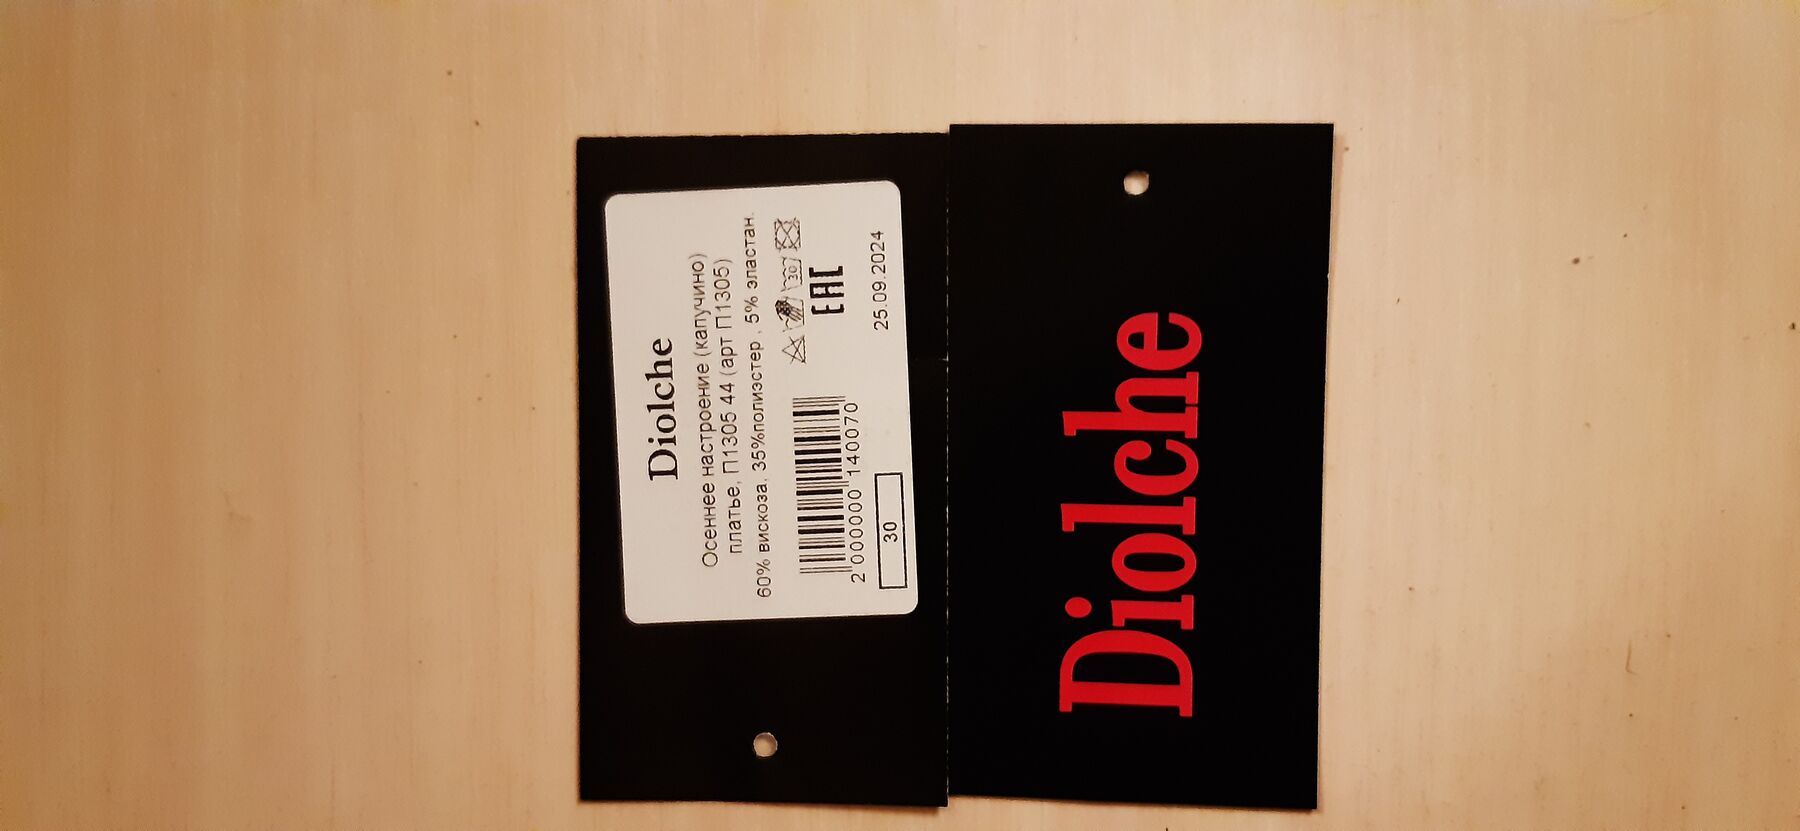 Diolche
Осеннее настроение (капучино)
платье, П1305 44 (арт П1305)
60% вискоза, 35%полиэстер , 5% эластан.
30
2 000000 140070
EAC
30
25.09.2024
Diolche